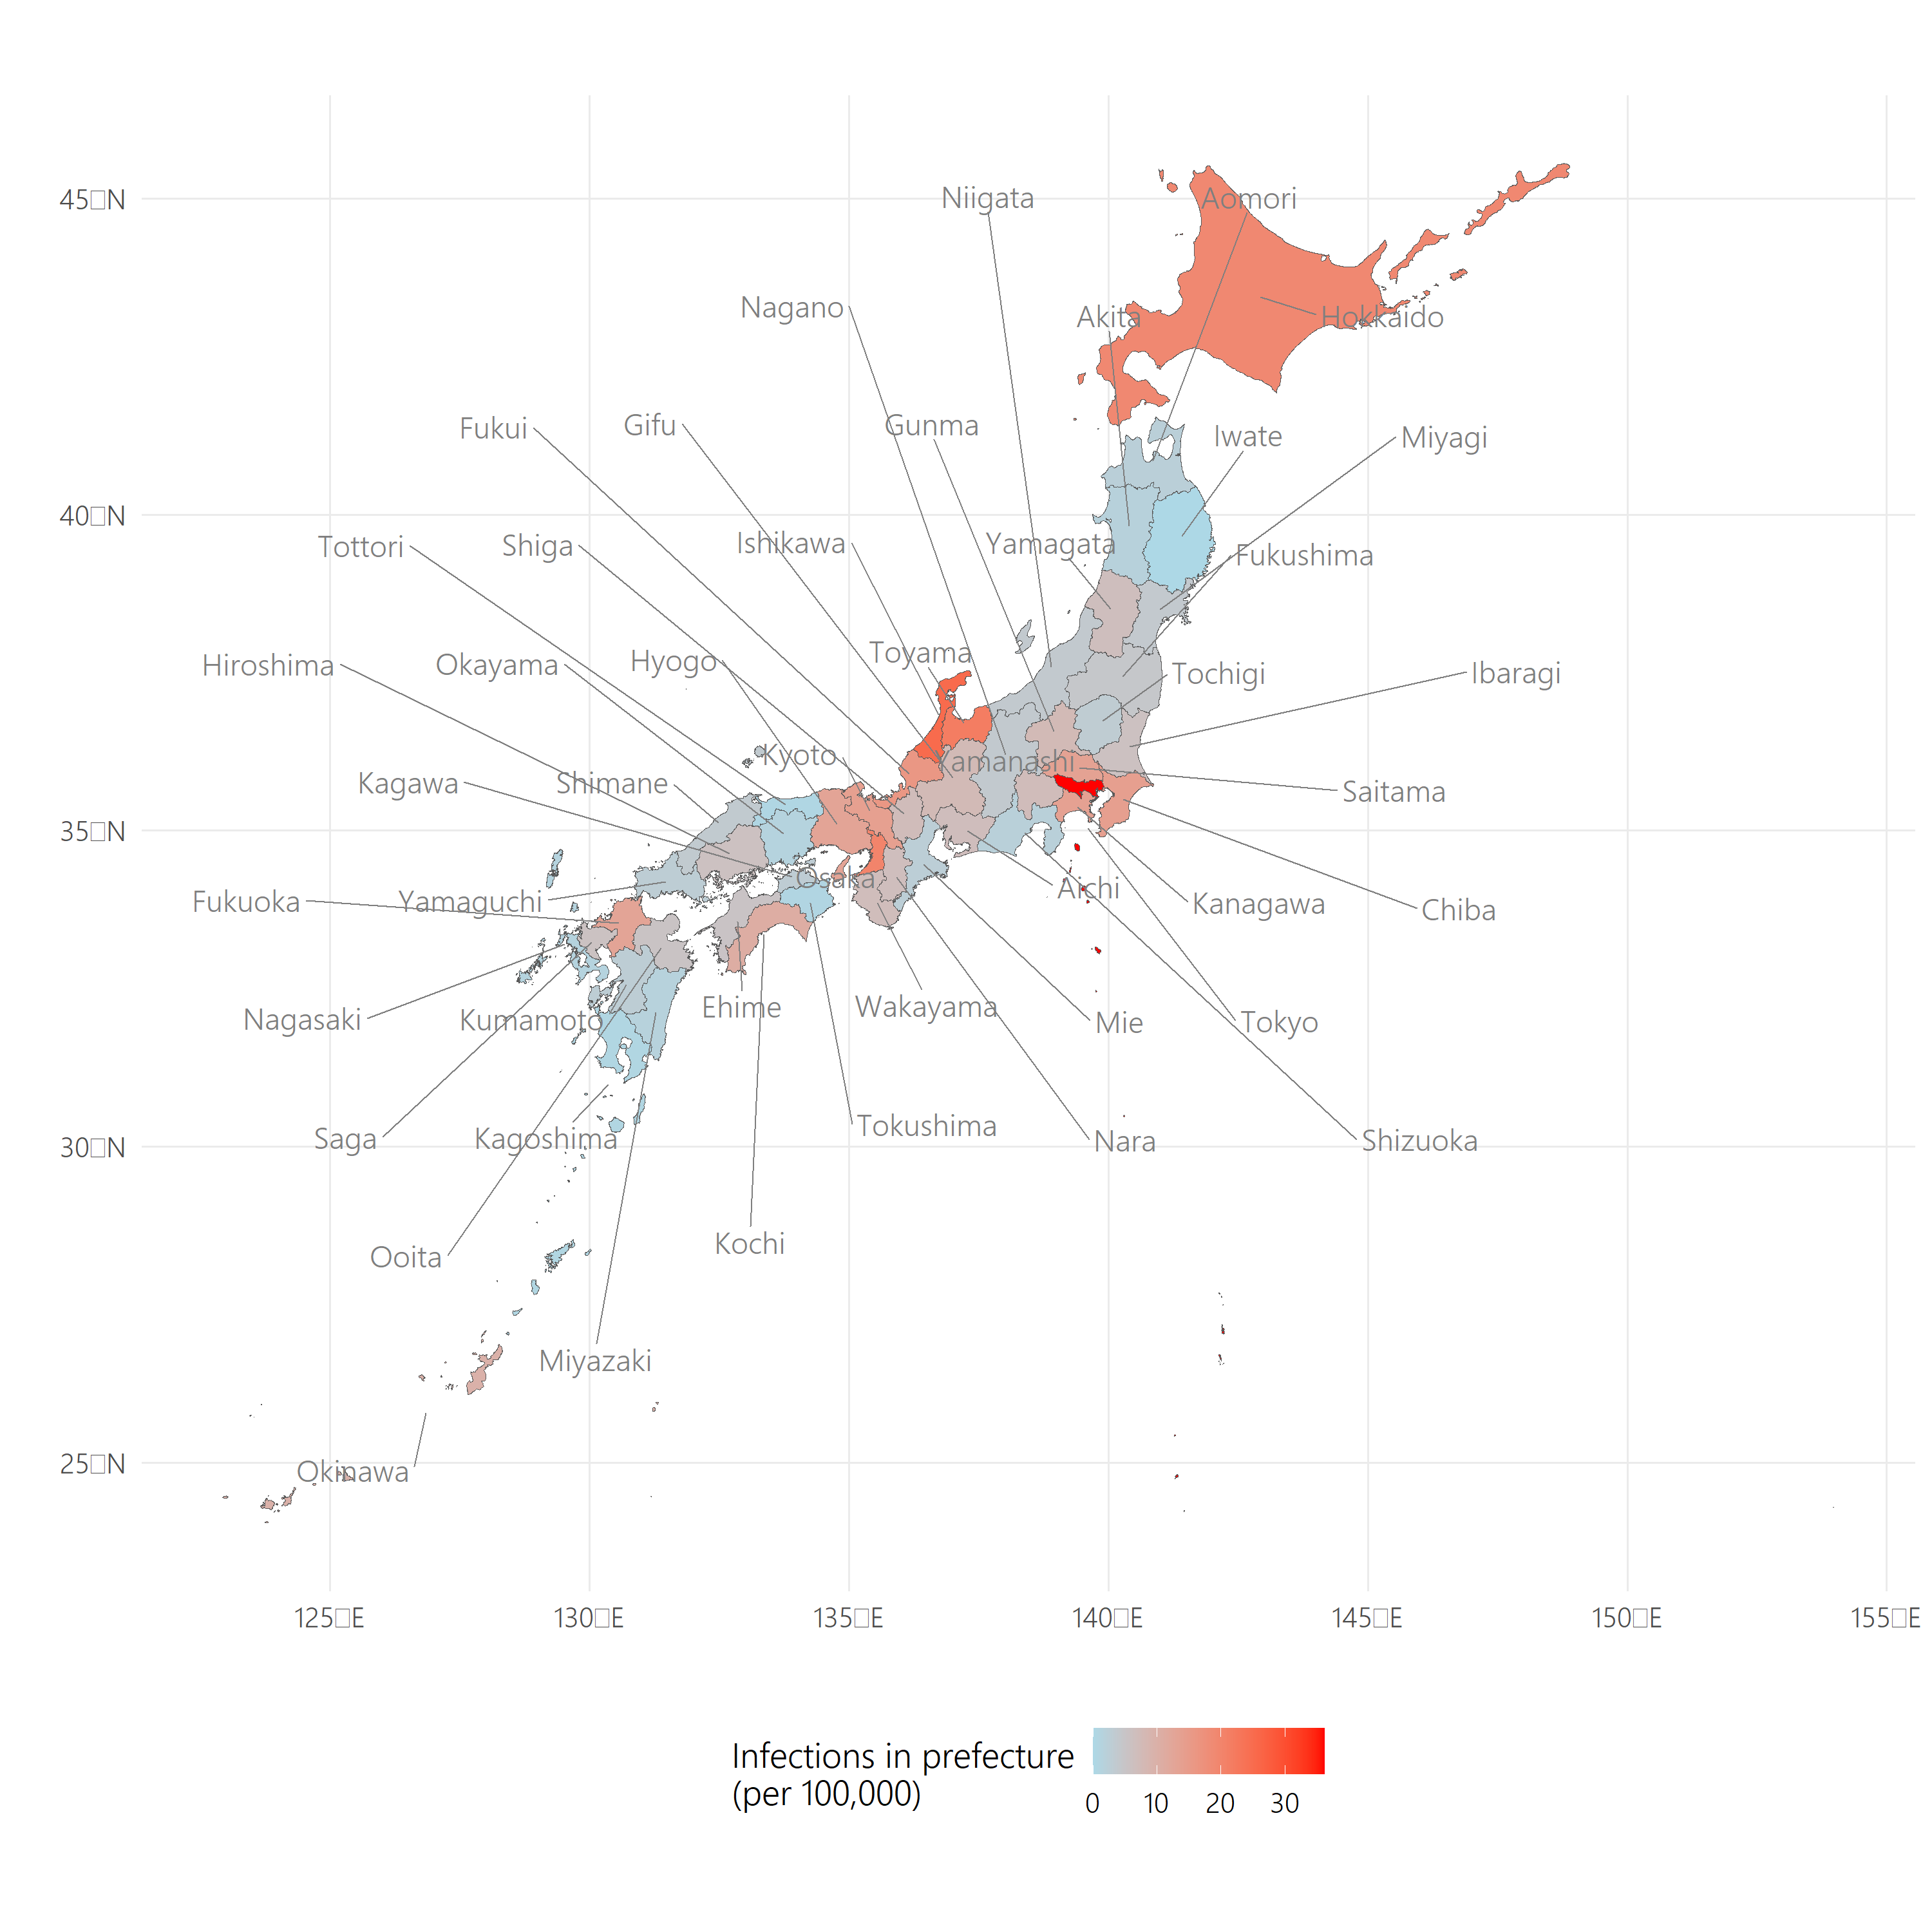 45□N
Niigata
Aomori
Nagano
Akita
Hokkaido
Fukui
Gifu
Gunma
Iwate
Miyagi
40□N
Tottori
Shiga
Ishikawa
Yamagata
Fukushima
Hiroshima
Okayama
Hyogo
Toyama
Tochigi
Ibaragi
Kyoto
Yamanashi
Kagawa
Shimane
Saitama
35□N
Osaka
Aichi
Fukuoka
Yamaguchi
Kanagawa
Chiba
Nagasaki
Kumamoto
Ehime
Wakayama
Mie
Tokyo
30□N
Saga
Kagoshima
Tokushima
Nara
Shizuoka
Ooita
Kochi
Miyazaki
25□N
Okinawa
125□E
130□E
135□E
140□E
145□E
150□E
155□E
Infections in prefecture
(per 100,000)
0
10
20
30